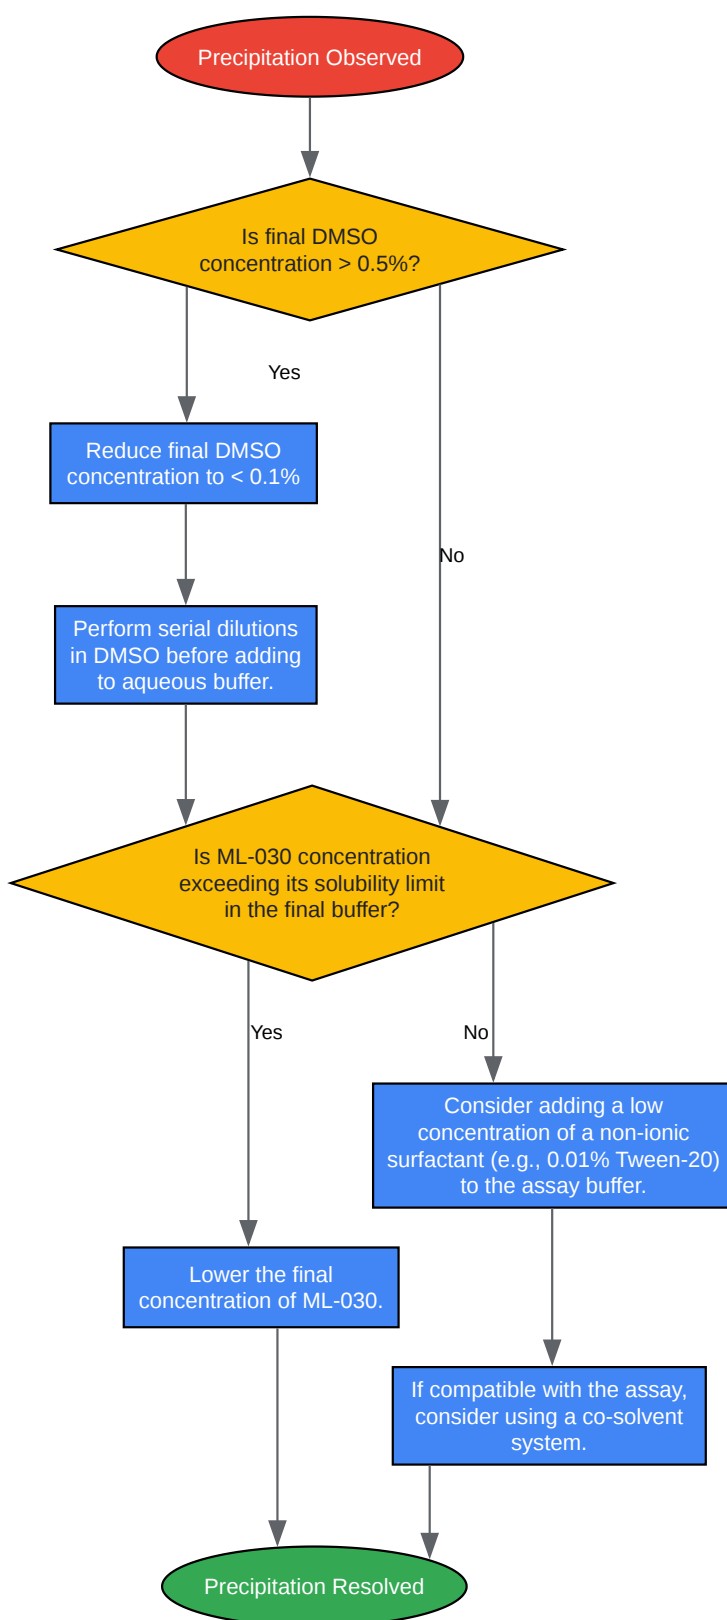 Precipitation Observed
Is final DMSO
concentration > 0.5%?
Yes
Reduce final DMSO
concentration to < 0.1%
No
Perform serial dilutions
in DMSO before adding
to aqueous buffer.
Is ML-030 concentration
exceeding its solubility limit
in the final buffer?
Yes
No
Consider adding a low
concentration of a non-ionic
surfactant (e.g., 0.01% Tween-20)
to the assay buffer.
Lower the final
concentration of ML-030.
If compatible with the assay,
consider using a co-solvent
system.
Precipitation Resolved